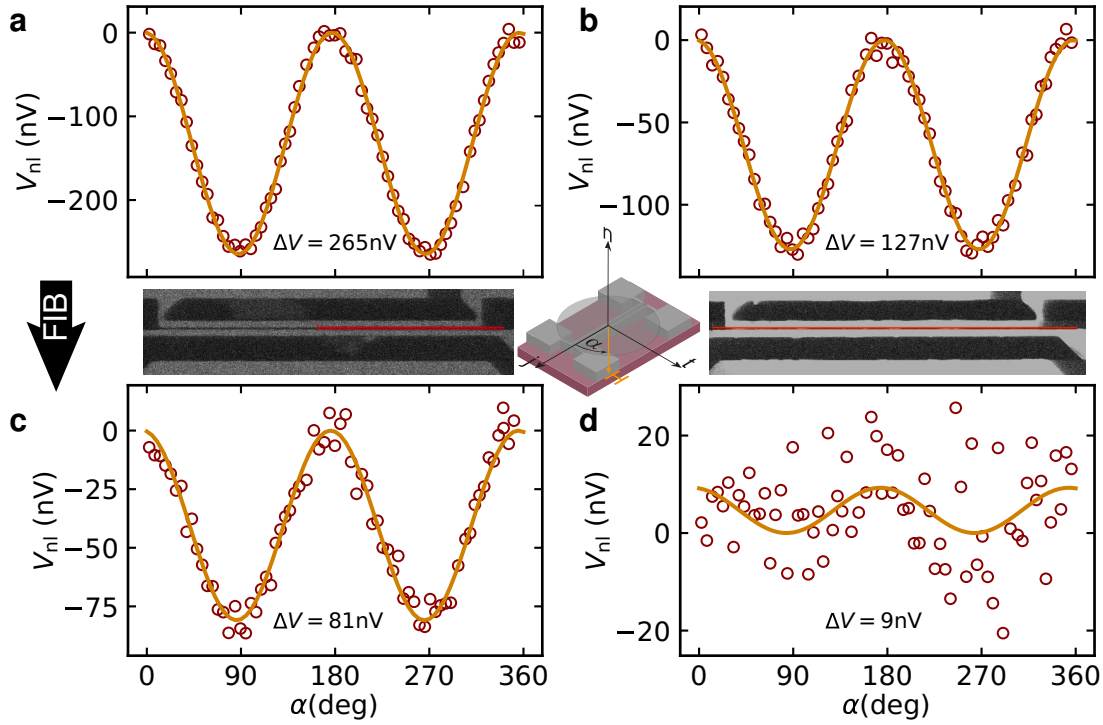 a
b
0
−100
−200
V_nl (nV)
ΔV = 265nV
0
−50
−100
V_nl (nV)
ΔV = 127nV
FIB
α
j
t
H
c
d
0
−25
−50
−75
V_nl (nV)
ΔV = 81nV
0 90 180 270 360
α(deg)
20
0
−20
V_nl (nV)
ΔV = 9nV
0 90 180 270 360
α(deg)